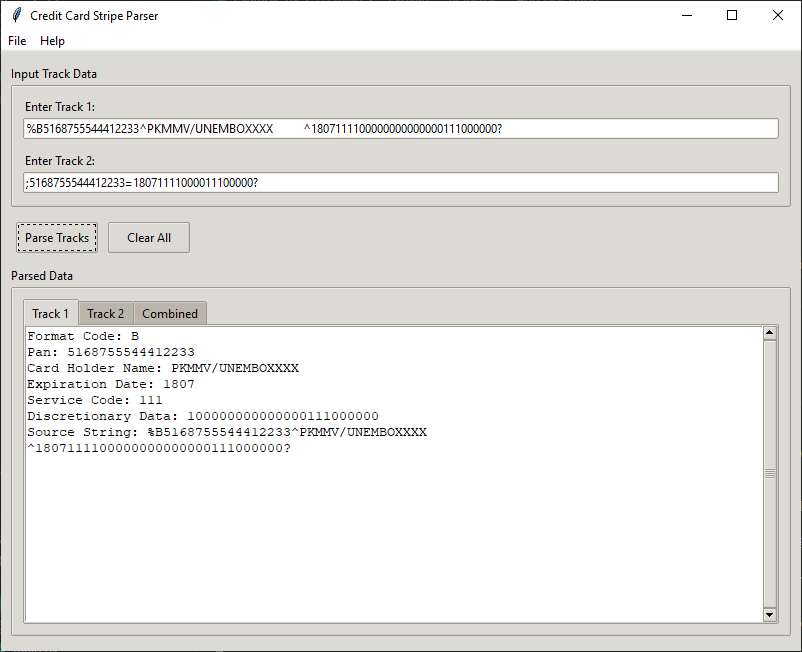 Credit Card Stripe Parser
File Help
Input Track Data
Enter Track 1:
%B5168755544412233^PKMMV/UNEMBOXXXX          ^1807111100000000000000111000000?
Enter Track 2:
;5168755544412233=18071111000011100000?
Parse Tracks Clear All
Parsed Data
Track 1 Track 2 Combined
Format Code: B
Pan: 5168755544412233
Card Holder Name: PKMMV/UNEMBOXXXX
Expiration Date: 1807
Service Code: 111
Discretionary Data: 100000000000000111000000
Source String: %B5168755544412233^PKMMV/UNEMBOXXXX
^1807111100000000000000111000000?